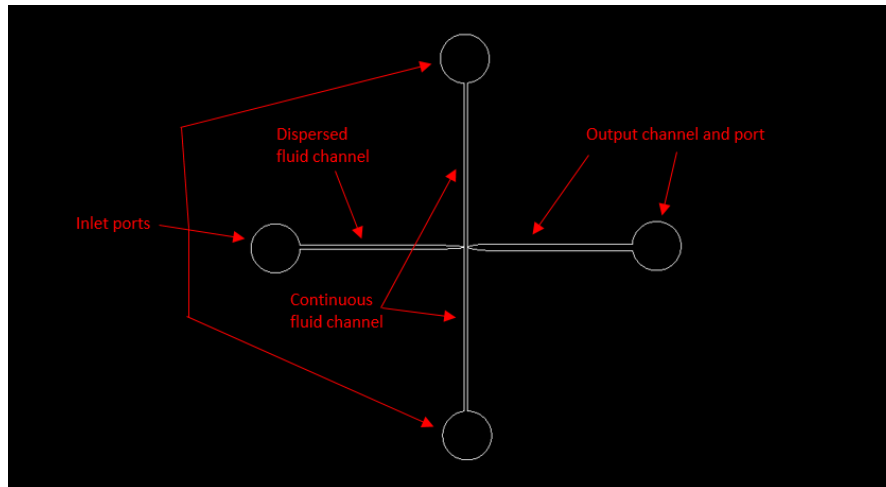 Dispersed
fluid channel
Output channel and port
Inlet ports
Continuous
fluid channel